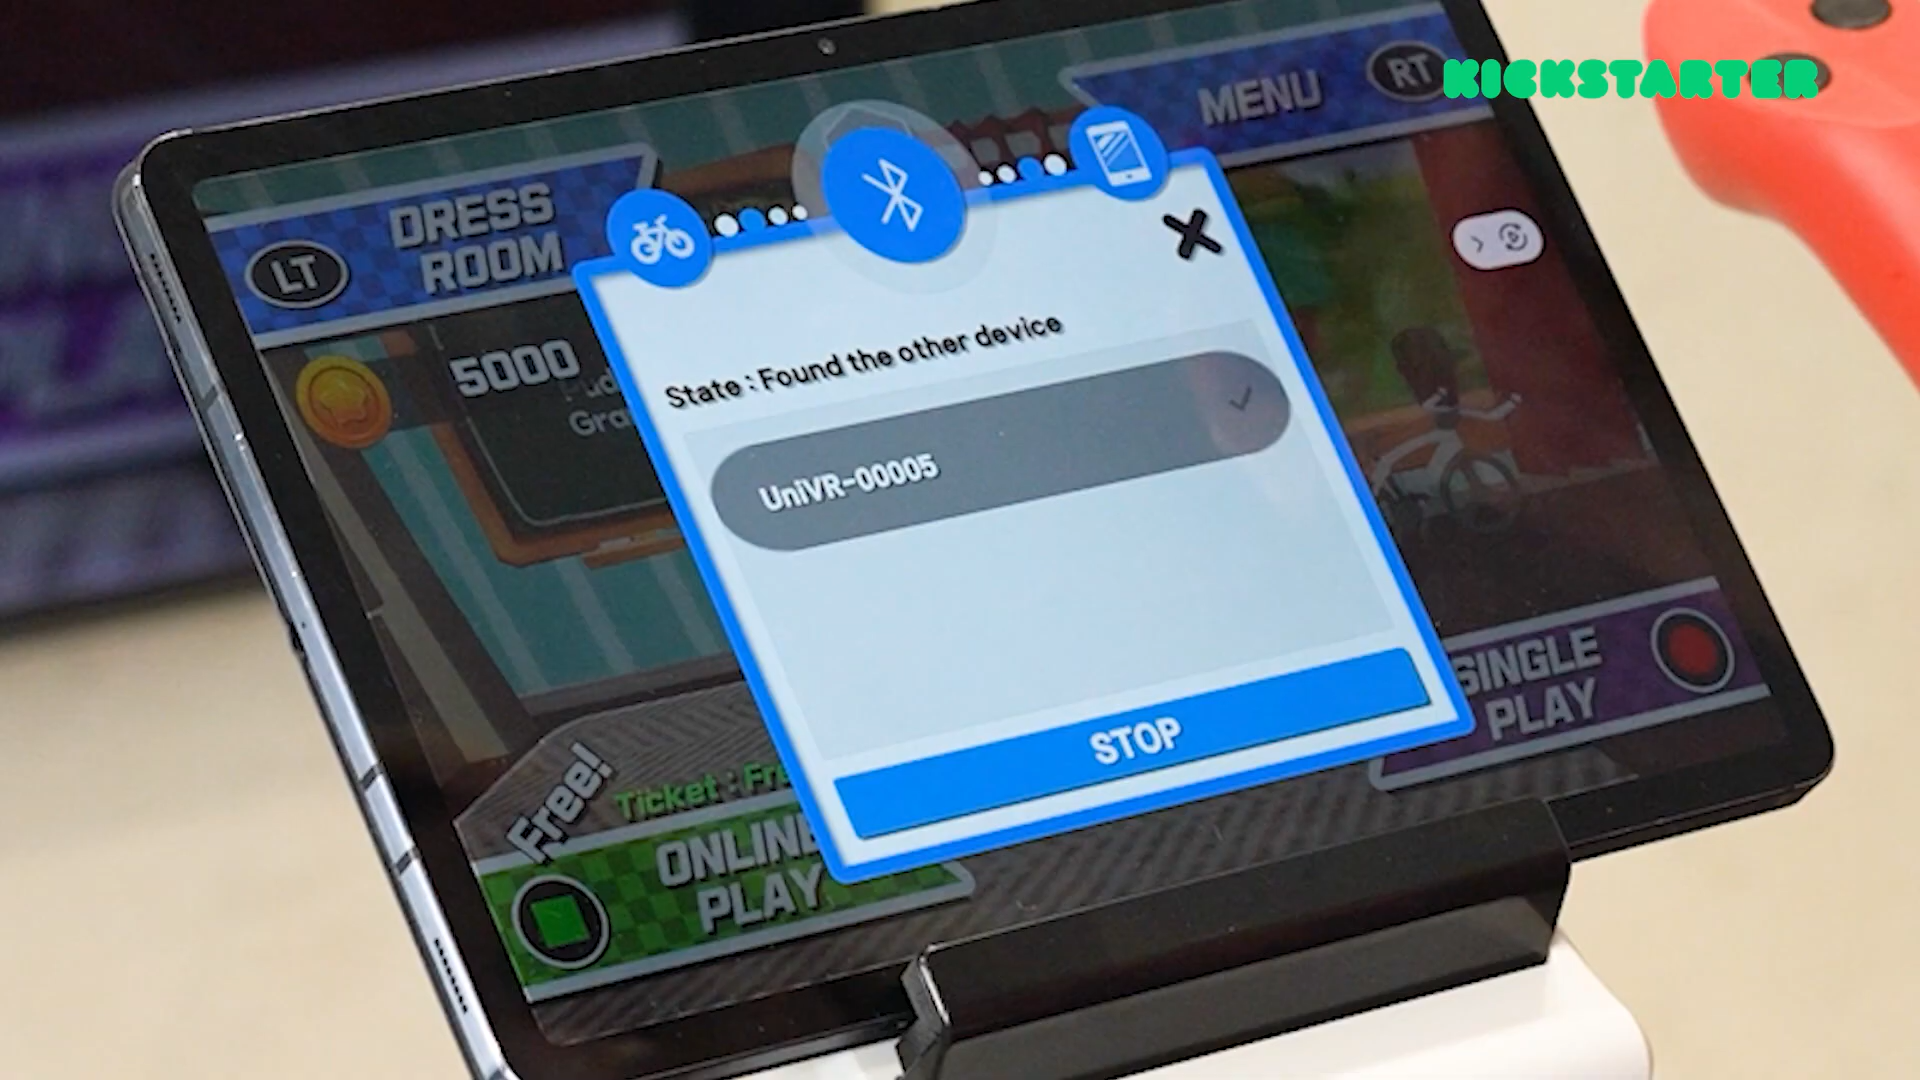 KICKSTARTER
MENU
RT
DRESS
ROOM
LT
5000
State : Found the other device
UniVR-00005
STOP
SINGLE
PLAY
Free!
Ticket :
ONLINE
PLAY